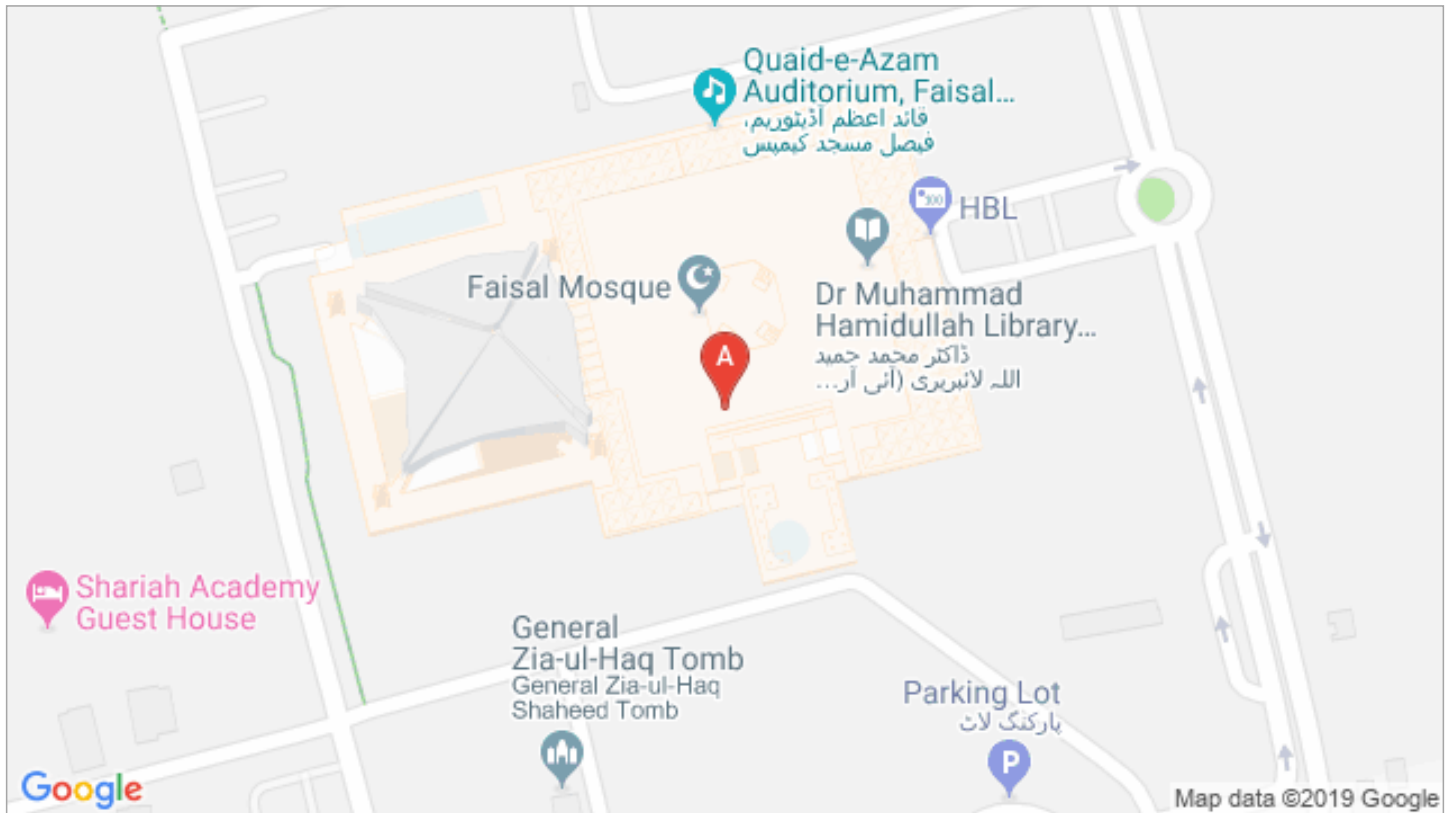 Quaid-e-Azam
Auditorium, Faisal...
قائد اعظم آڈیٹوریم،
فیصل مسجد کیمپس
100
HBL
Faisal Mosque
Dr Muhammad
Hamidullah Library...
ڈاکٹر محمد حمید
اللہ لائبریری (آئی آر...
A
Shariah Academy
Guest House
General
Zia-ul-Haq Tomb
General Zia-ul-Haq
Shaheed Tomb
Parking Lot
پارکنگ لاٹ
P
Google
Map data ©2019 Google